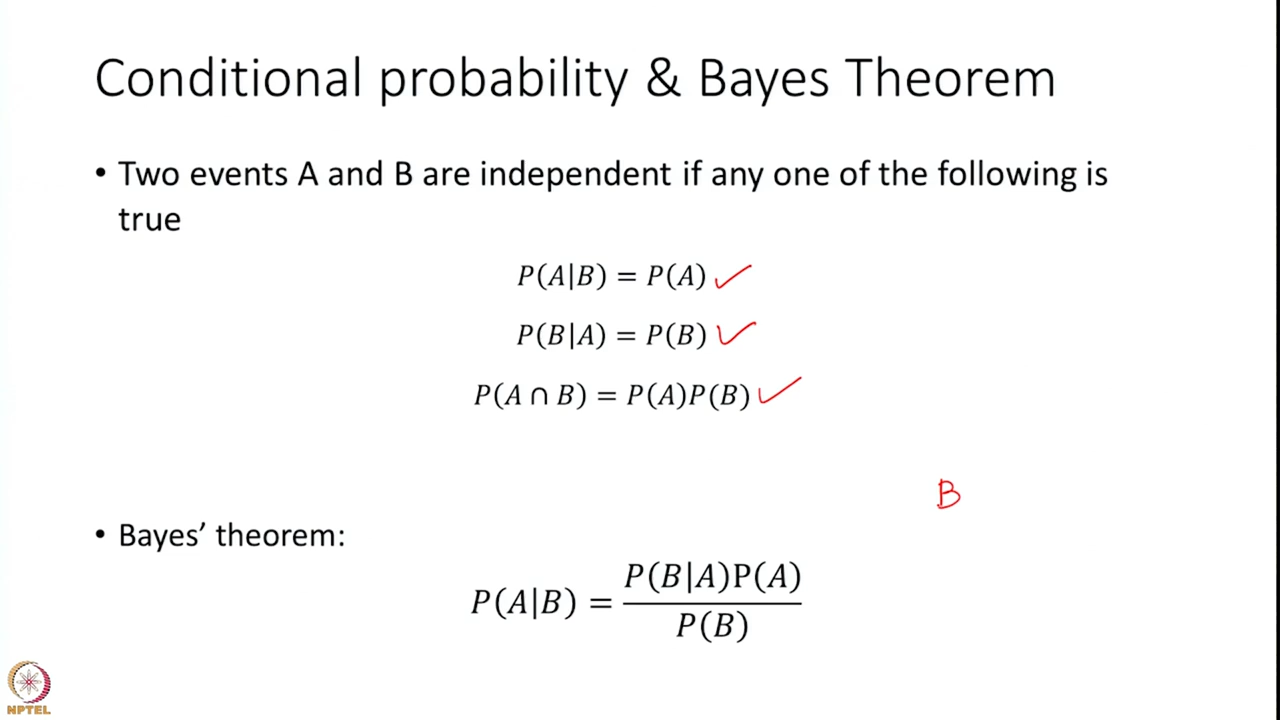 Conditional probability & Bayes Theorem
• Two events A and B are independent if any one of the following is
true
P(A|B) = P(A) ✓
P(B|A) = P(B) ✓
P(A ∩ B) = P(A)P(B) ✓
B
• Bayes’ theorem:
P(A|B) = \frac{P(B|A)P(A)}{P(B)}
NPTEL